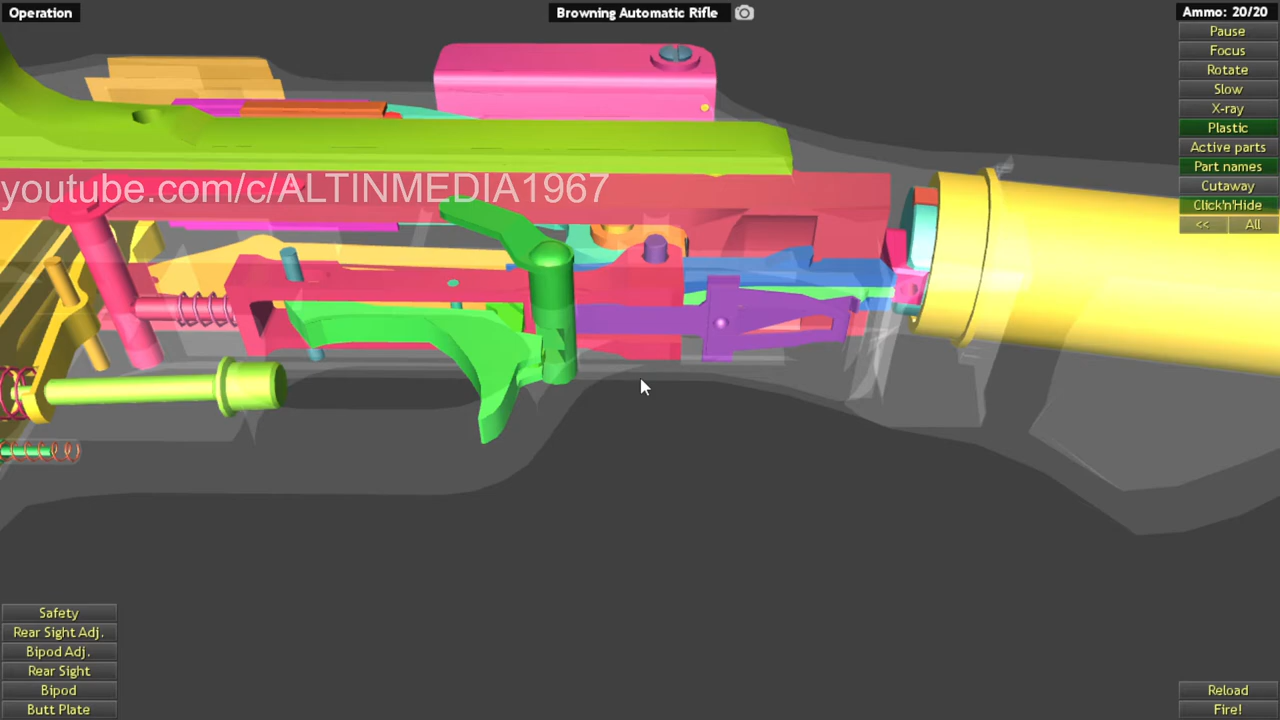 Operation
Browning Automatic Rifle
Ammo: 20/20
Pause
Focus
Rotate
Slow
X-ray
Plastic
Active parts
Part names
Cutaway
Click'n'Hide
<< All
youtube.com/c/ALTINMEDIA1967
Safety
Rear Sight Adj.
Bipod Adj.
Rear Sight
Bipod
Butt Plate
Reload
Fire!